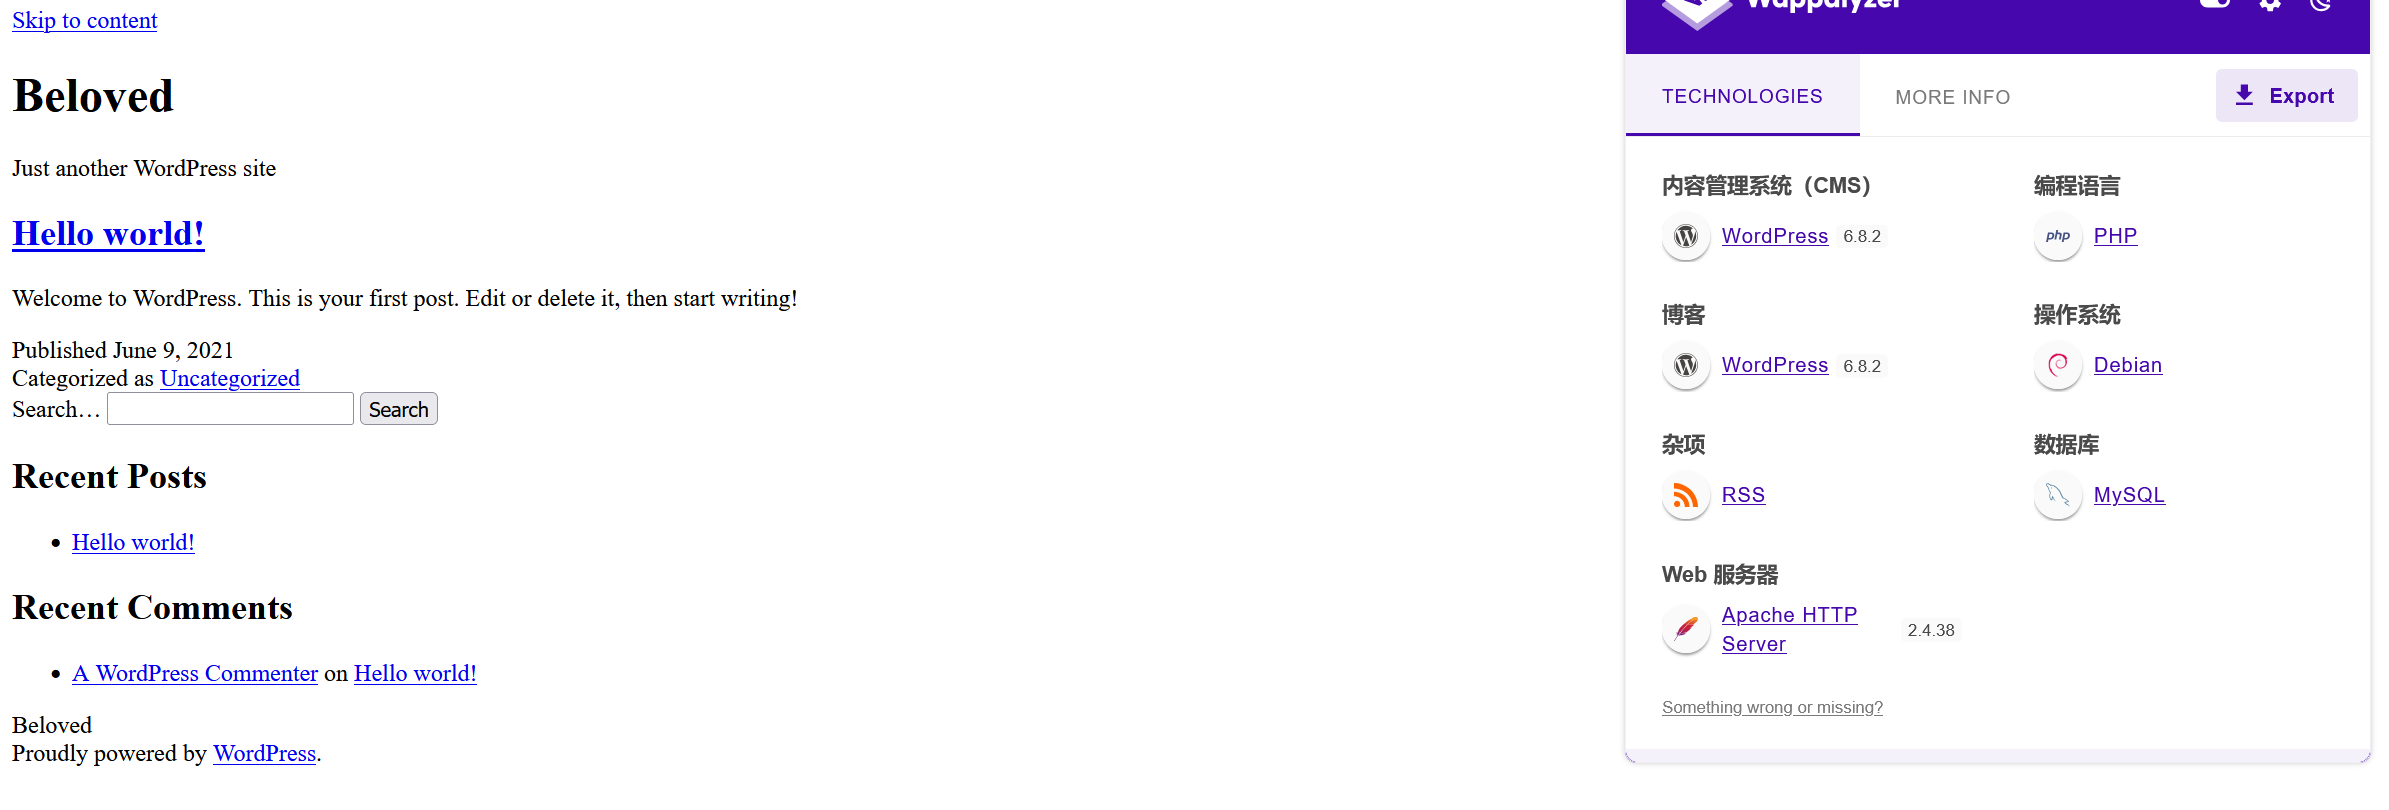 Skip to content
Beloved
Just another WordPress site
Hello world!
Welcome to WordPress. This is your first post. Edit or delete it, then start writing!
Published June 9, 2021
Categorized as Uncategorized
Search… Search
Recent Posts
Hello world!
Recent Comments
A WordPress Commenter on Hello world!
Beloved
Proudly powered by WordPress.
Wappalyzer
TECHNOLOGIES MORE INFO Export
内容管理系统（CMS）
WordPress 6.8.2
编程语言
php PHP
博客
WordPress 6.8.2
操作系统
Debian
杂项
RSS
数据库
MySQL
Web 服务器
Apache HTTP
Server 2.4.38
Something wrong or missing?